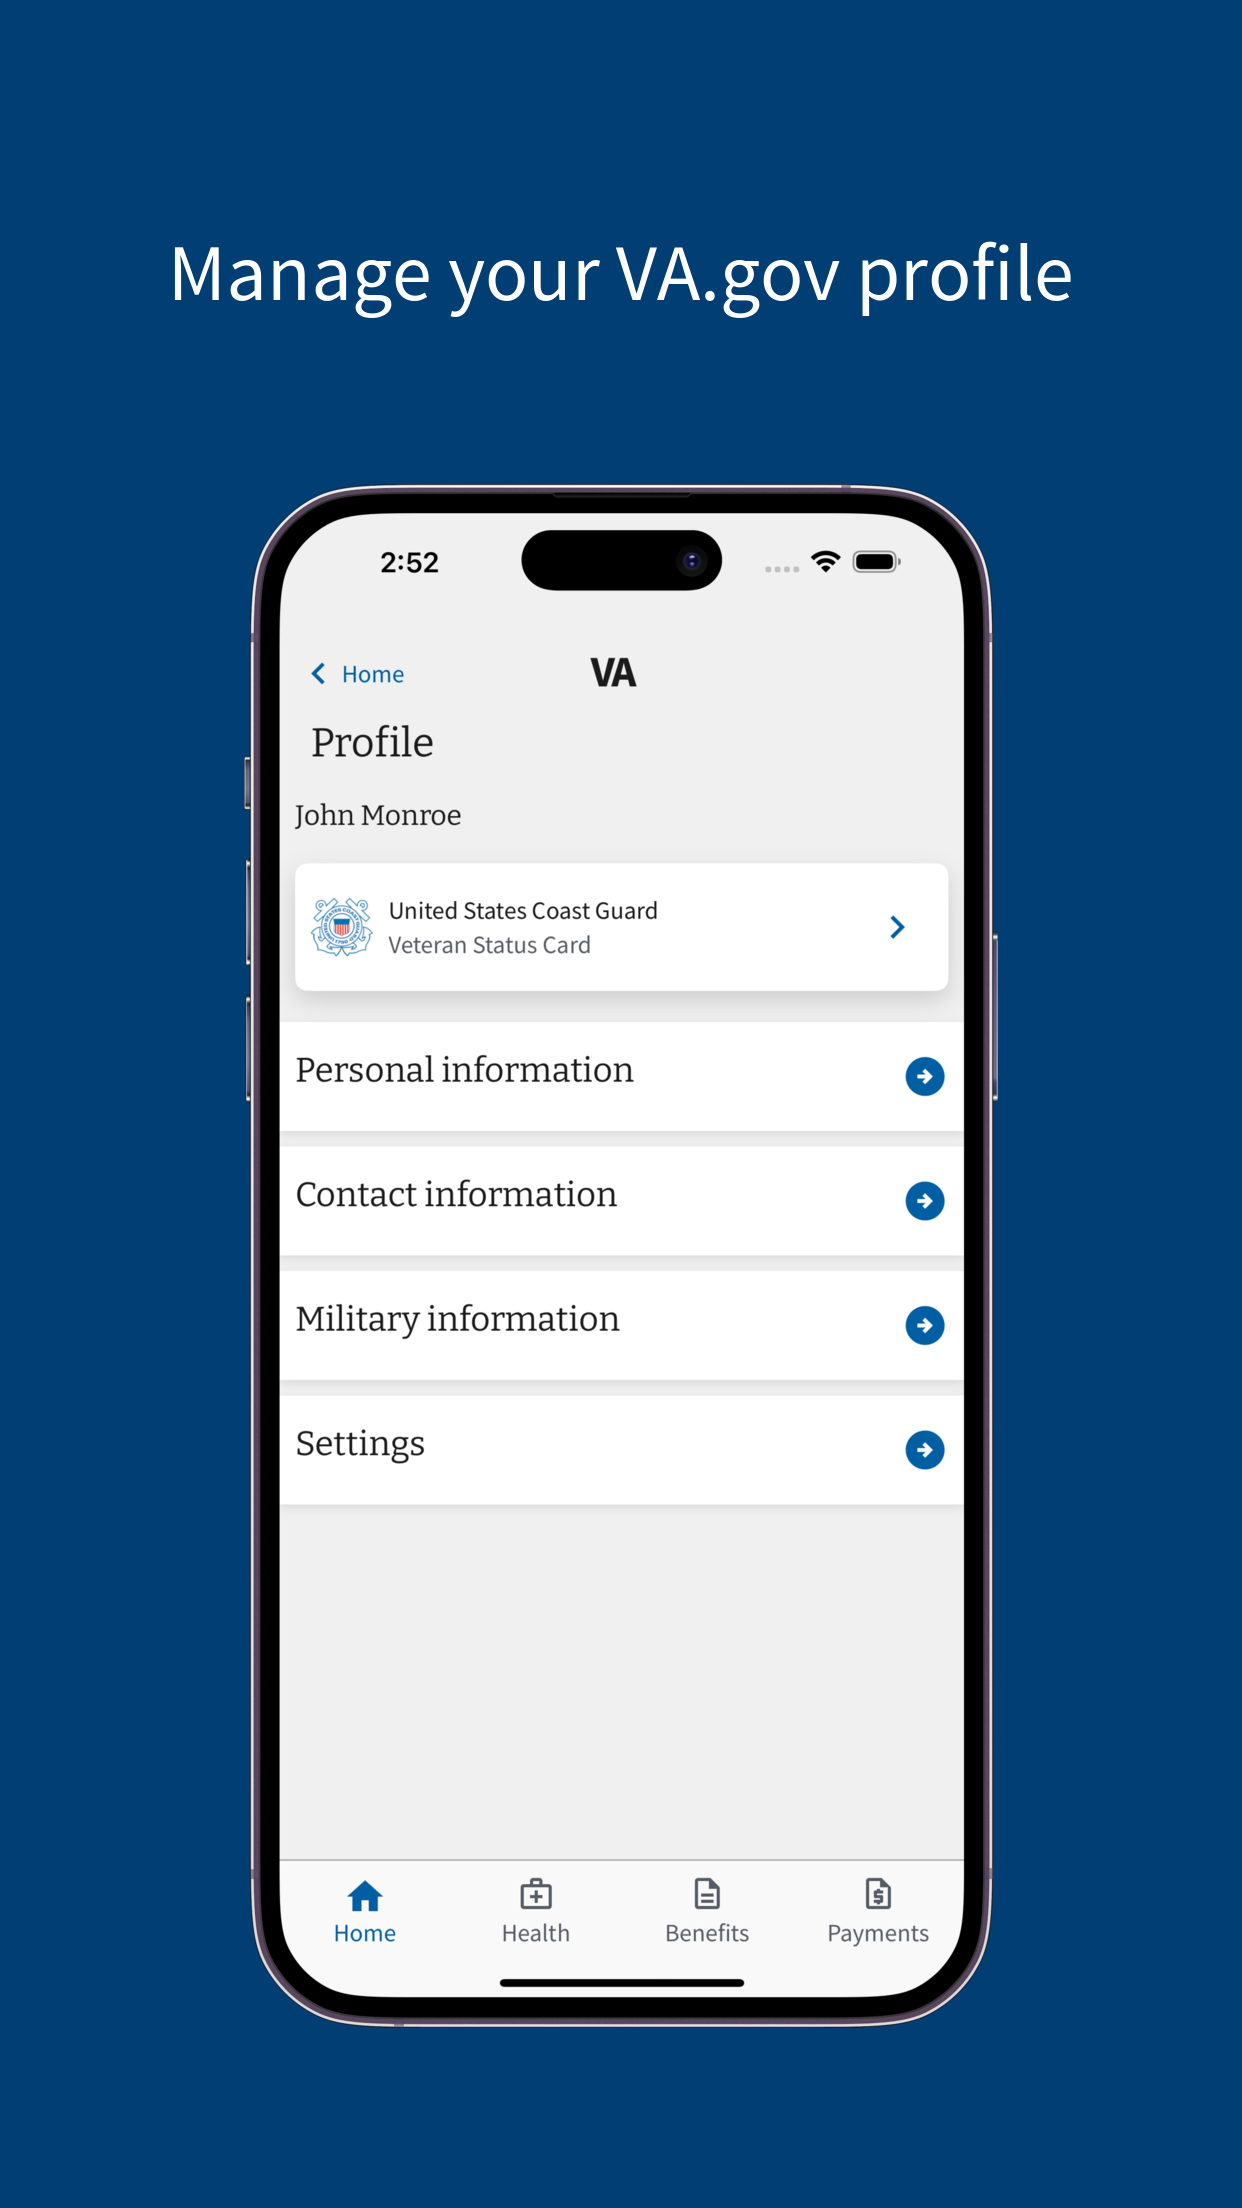 Manage your VA.gov profile
2:52
Home
VA
Profile
John Monroe
United States Coast Guard
Veteran Status Card
Personal information
Contact information
Military information
Settings
Home
Health
Benefits
Payments